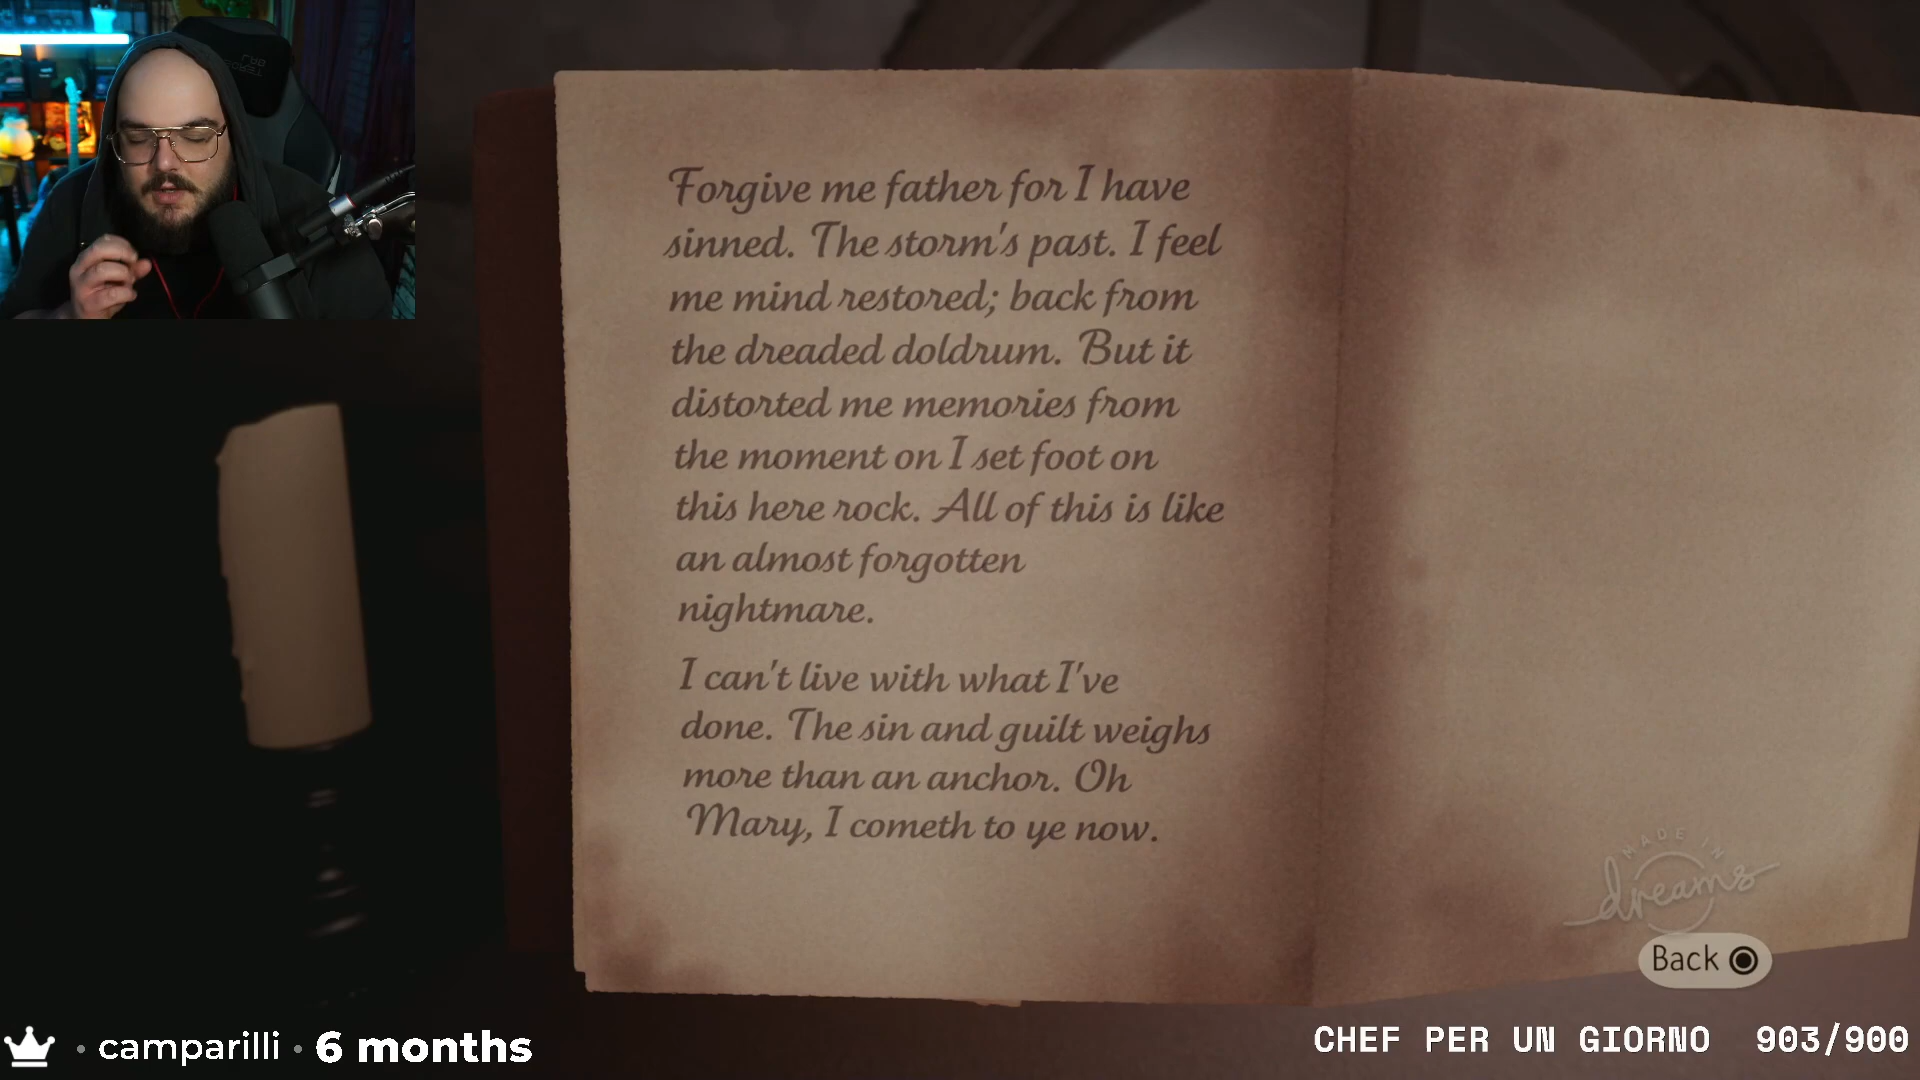 Forgive me father for I have
sinned. The storm's past. I feel
me mind restored; back from
the dreaded doldrum. But it
distorted me memories from
the moment on I set foot on
this here rock. All of this is like
an almost forgotten
nightmare.
I can't live with what I've
done. The sin and guilt weighs
more than an anchor. Oh
Mary, I cometh to ye now.
MADE IN
dreams
Back
• camparilli • 6 months
CHEF PER UN GIORNO 903/900